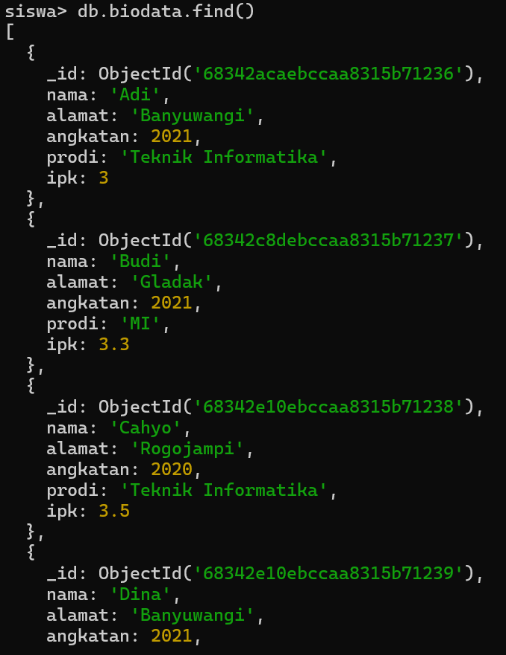 siswa> db.biodata.find()
[
  {
    _id: ObjectId('68342acaebccaa8315b71236'),
    nama: 'Adi',
    alamat: 'Banyuwangi',
    angkatan: 2021,
    prodi: 'Teknik Informatika',
    ipk: 3
  },
  {
    _id: ObjectId('68342c8debccaa8315b71237'),
    nama: 'Budi',
    alamat: 'Gladak',
    angkatan: 2021,
    prodi: 'MI',
    ipk: 3.3
  },
  {
    _id: ObjectId('68342e10ebccaa8315b71238'),
    nama: 'Cahyo',
    alamat: 'Rogojampi',
    angkatan: 2020,
    prodi: 'Teknik Informatika',
    ipk: 3.5
  },
  {
    _id: ObjectId('68342e10ebccaa8315b71239'),
    nama: 'Dina',
    alamat: 'Banyuwangi',
    angkatan: 2021,